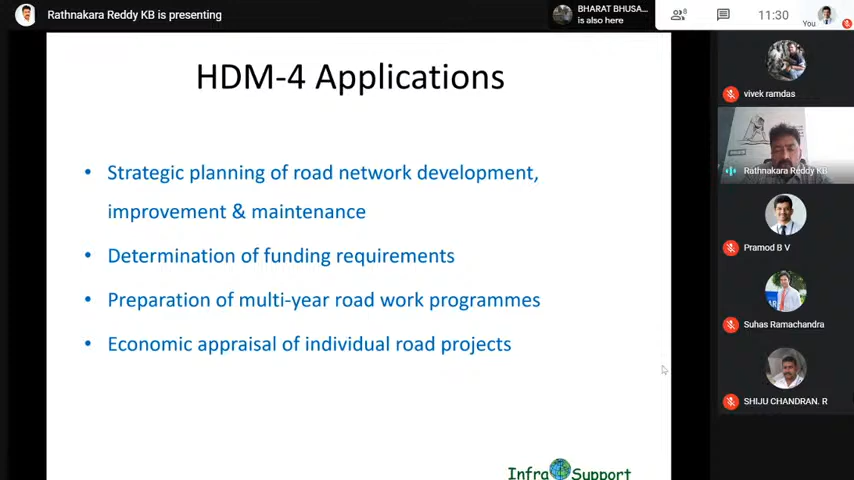 Rathnakara Reddy KB is presenting
BHARAT BHUSA...
is also here
8
11:30
You
HDM-4 Applications
• Strategic planning of road network development,
improvement & maintenance
• Determination of funding requirements
• Preparation of multi-year road work programmes
• Economic appraisal of individual road projects
Infra Support
vivek ramdas
Rathnakara Reddy KB
Pramod B V
Suhas Ramachandra
SHIJU CHANDRAN. R